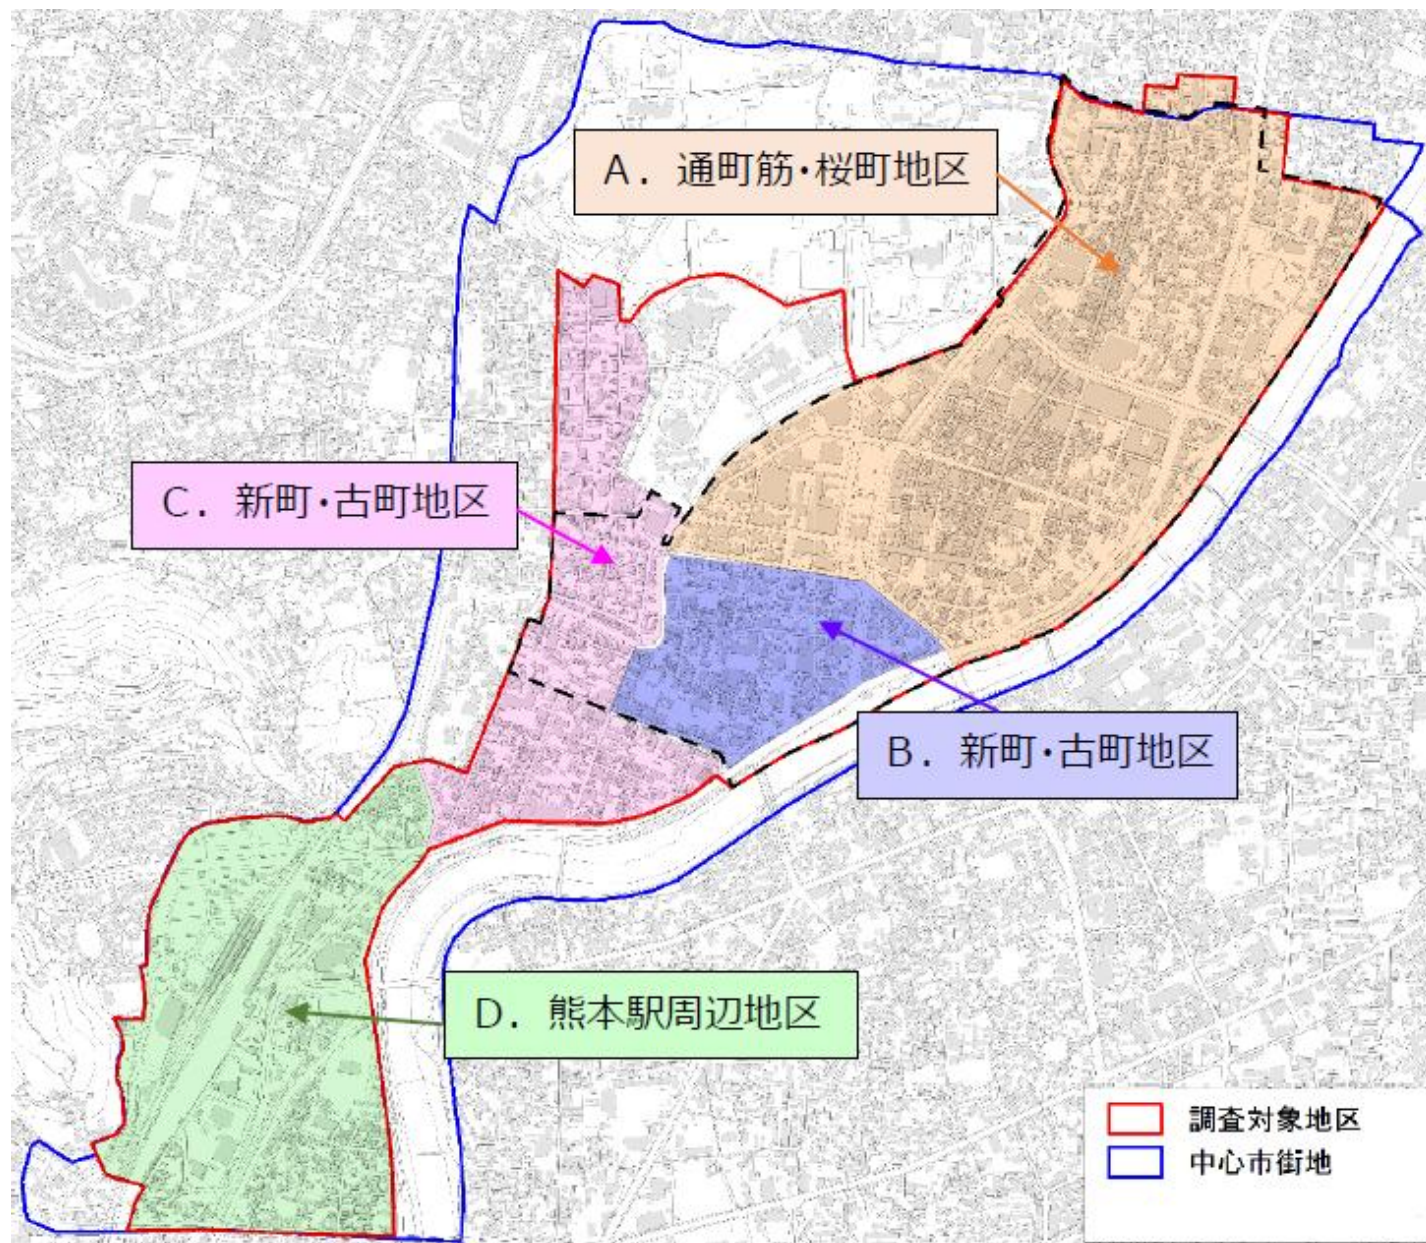 A．通町筋・桜町地区
C．新町・古町地区
B．新町・古町地区
D．熊本駅周辺地区
調査対象地区
中心市街地